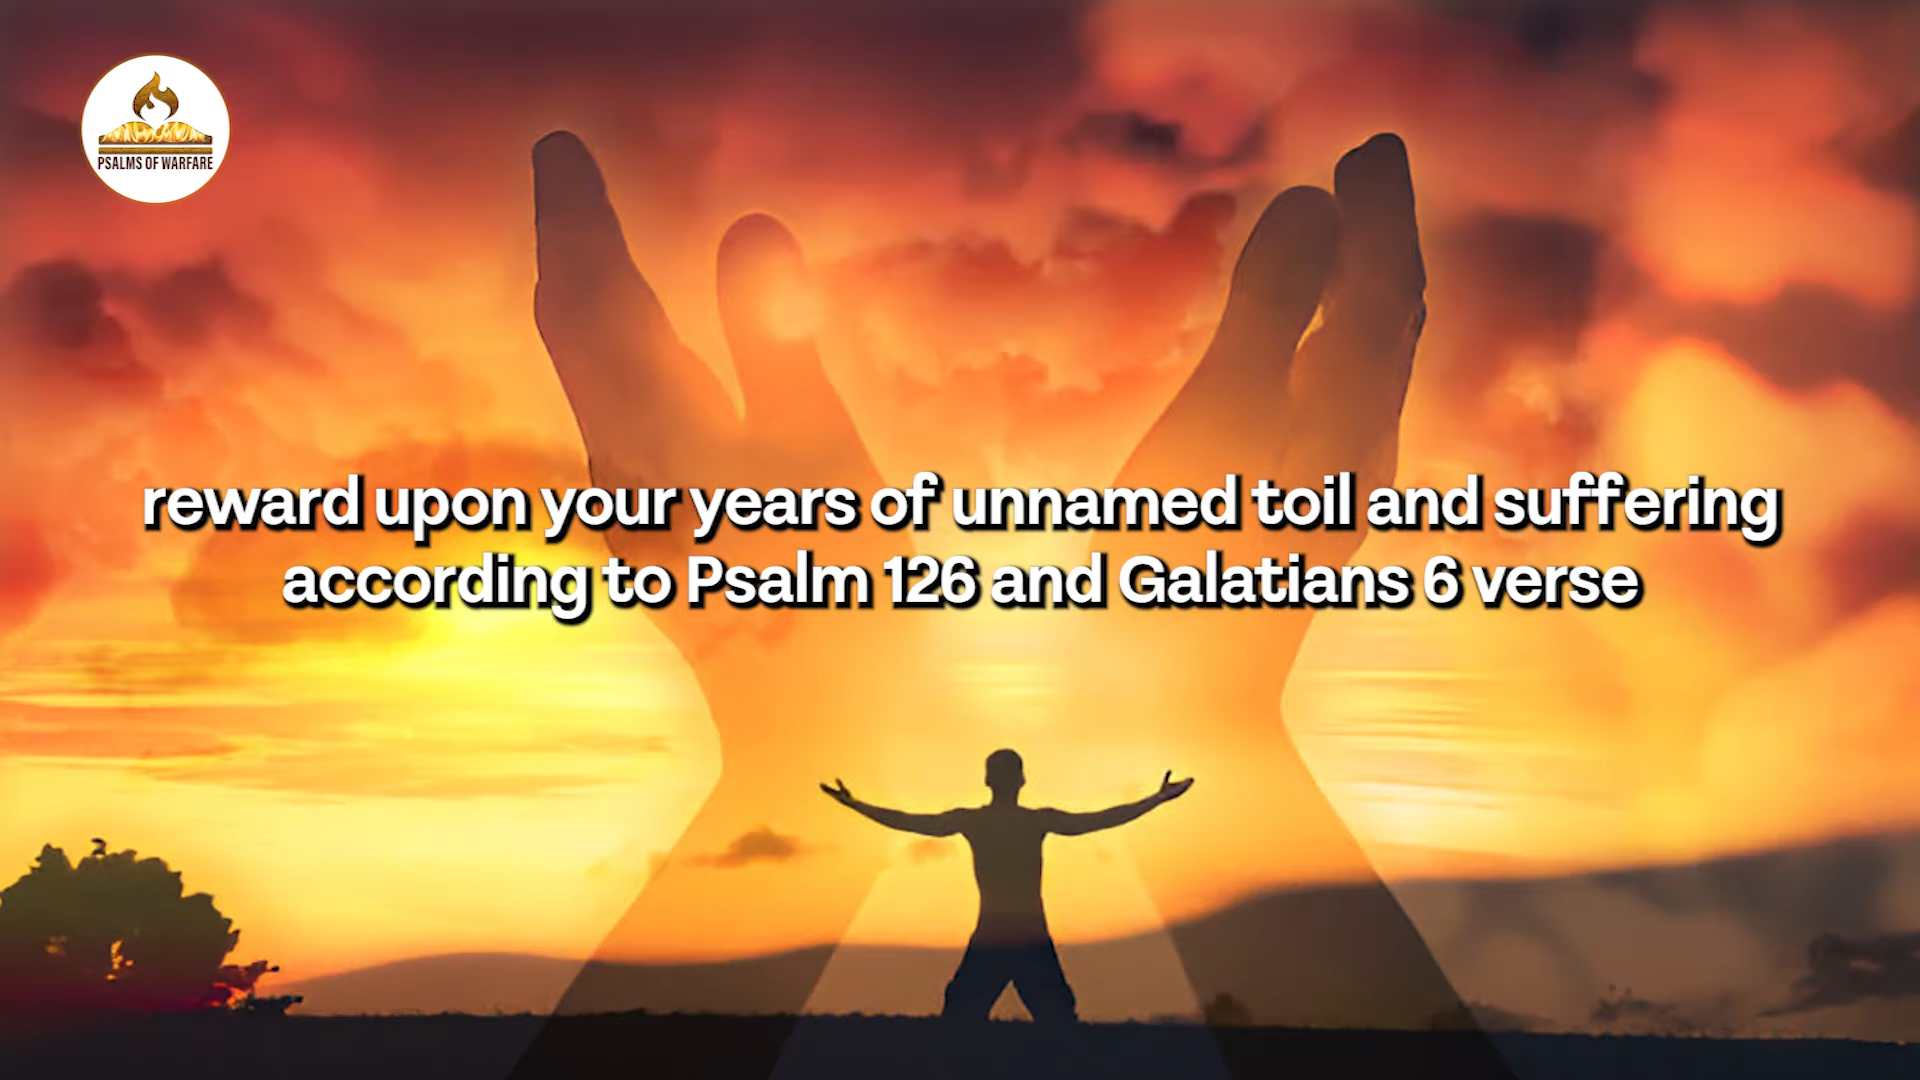 PSALMS OF WARFARE
reward upon your years of unnamed toil and suffering
according to Psalm 126 and Galatians 6 verse